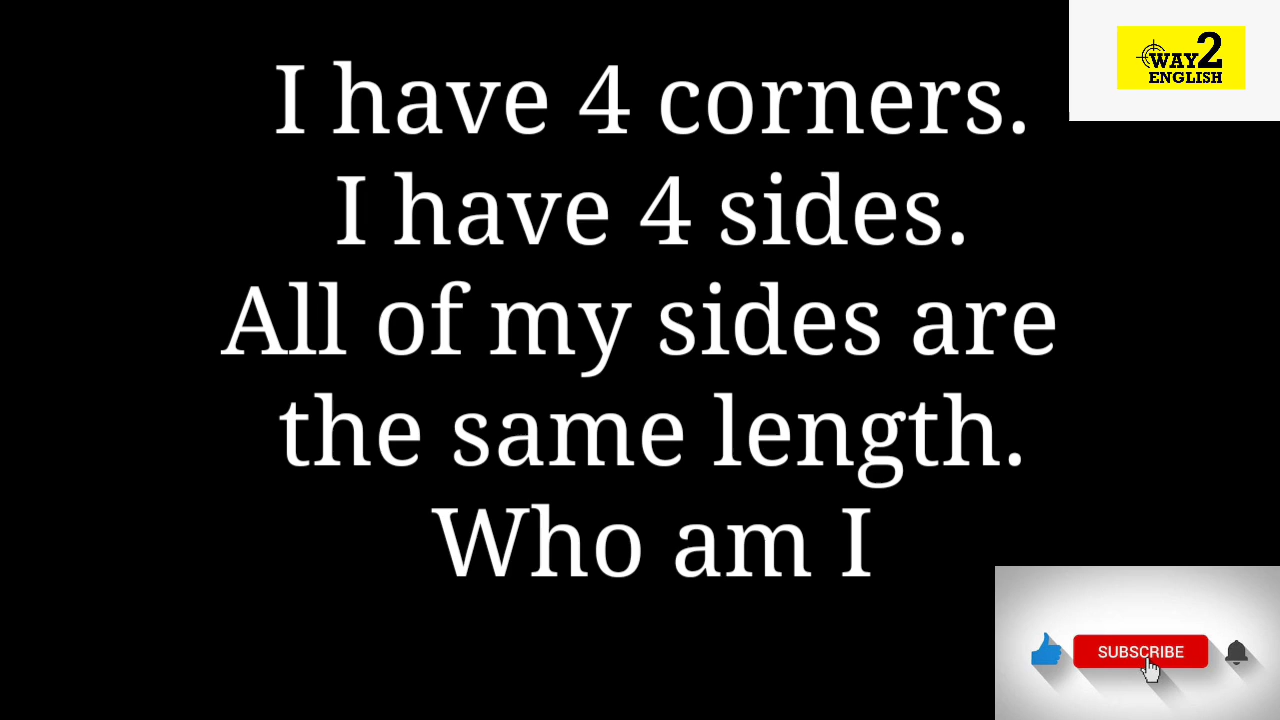 I have 4 corners.
I have 4 sides.
All of my sides are
the same length.
Who am I
WAY2
ENGLISH
SUBSCRIBE